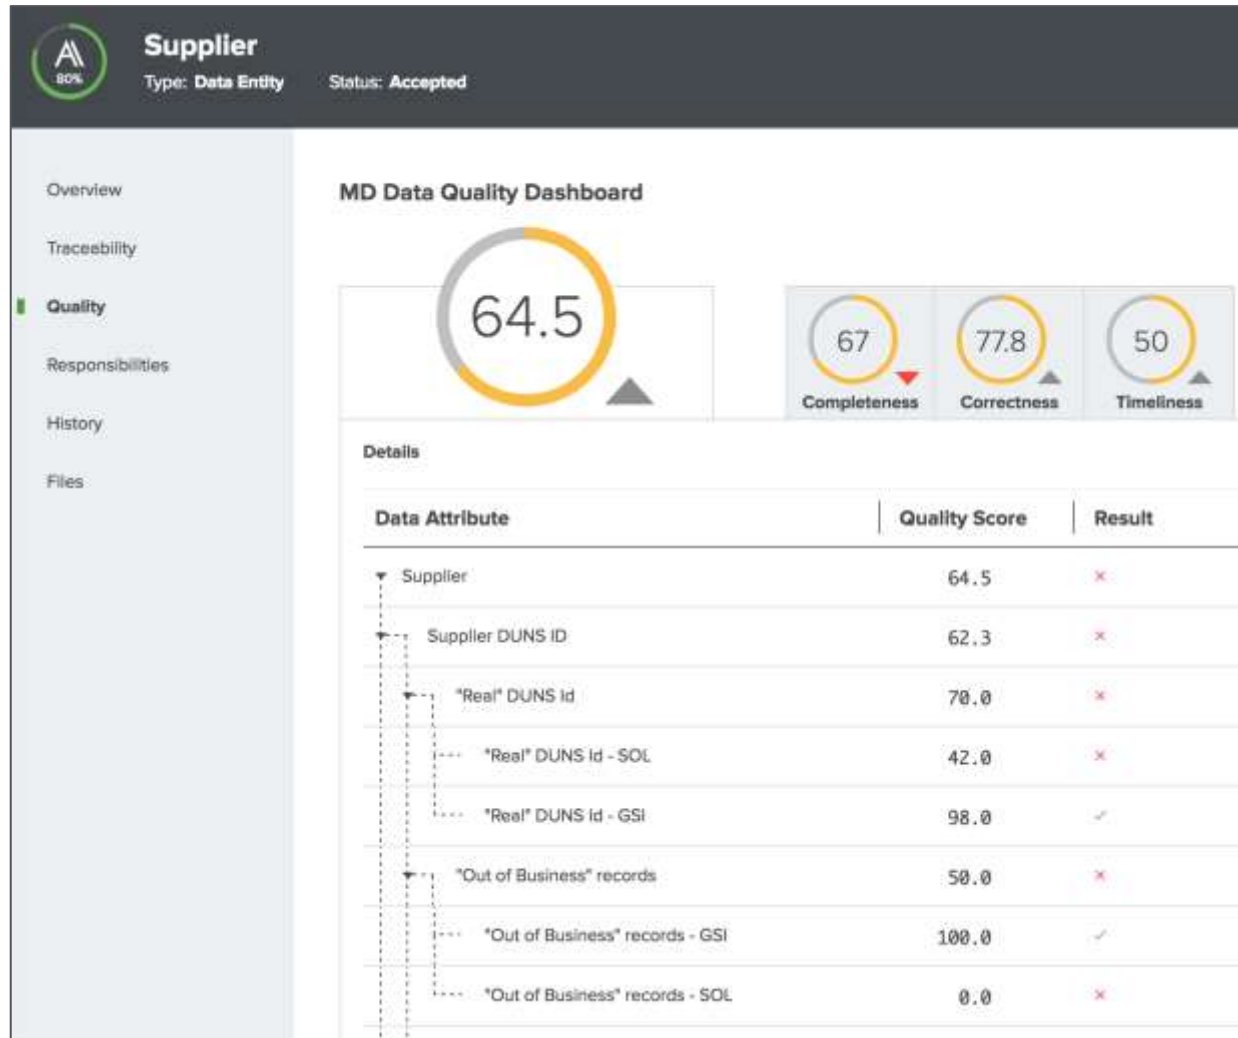 80%
Supplier
Type: Data Entity Status: Accepted
Overview
Traceability
Quality
Responsibilities
History
Files
MD Data Quality Dashboard
64.5
67
Completeness
77.8
Correctness
50
Timeliness
Details
Data Attribute Quality Score Result
Supplier 64.5
Supplier DUNS ID 62.3
"Real" DUNS Id 70.0
"Real" DUNS Id - SOL 42.0
"Real" DUNS Id - GSI 98.0
"Out of Business" records 50.0
"Out of Business" records - GSI 100.0
"Out of Business" records - SOL 0.0